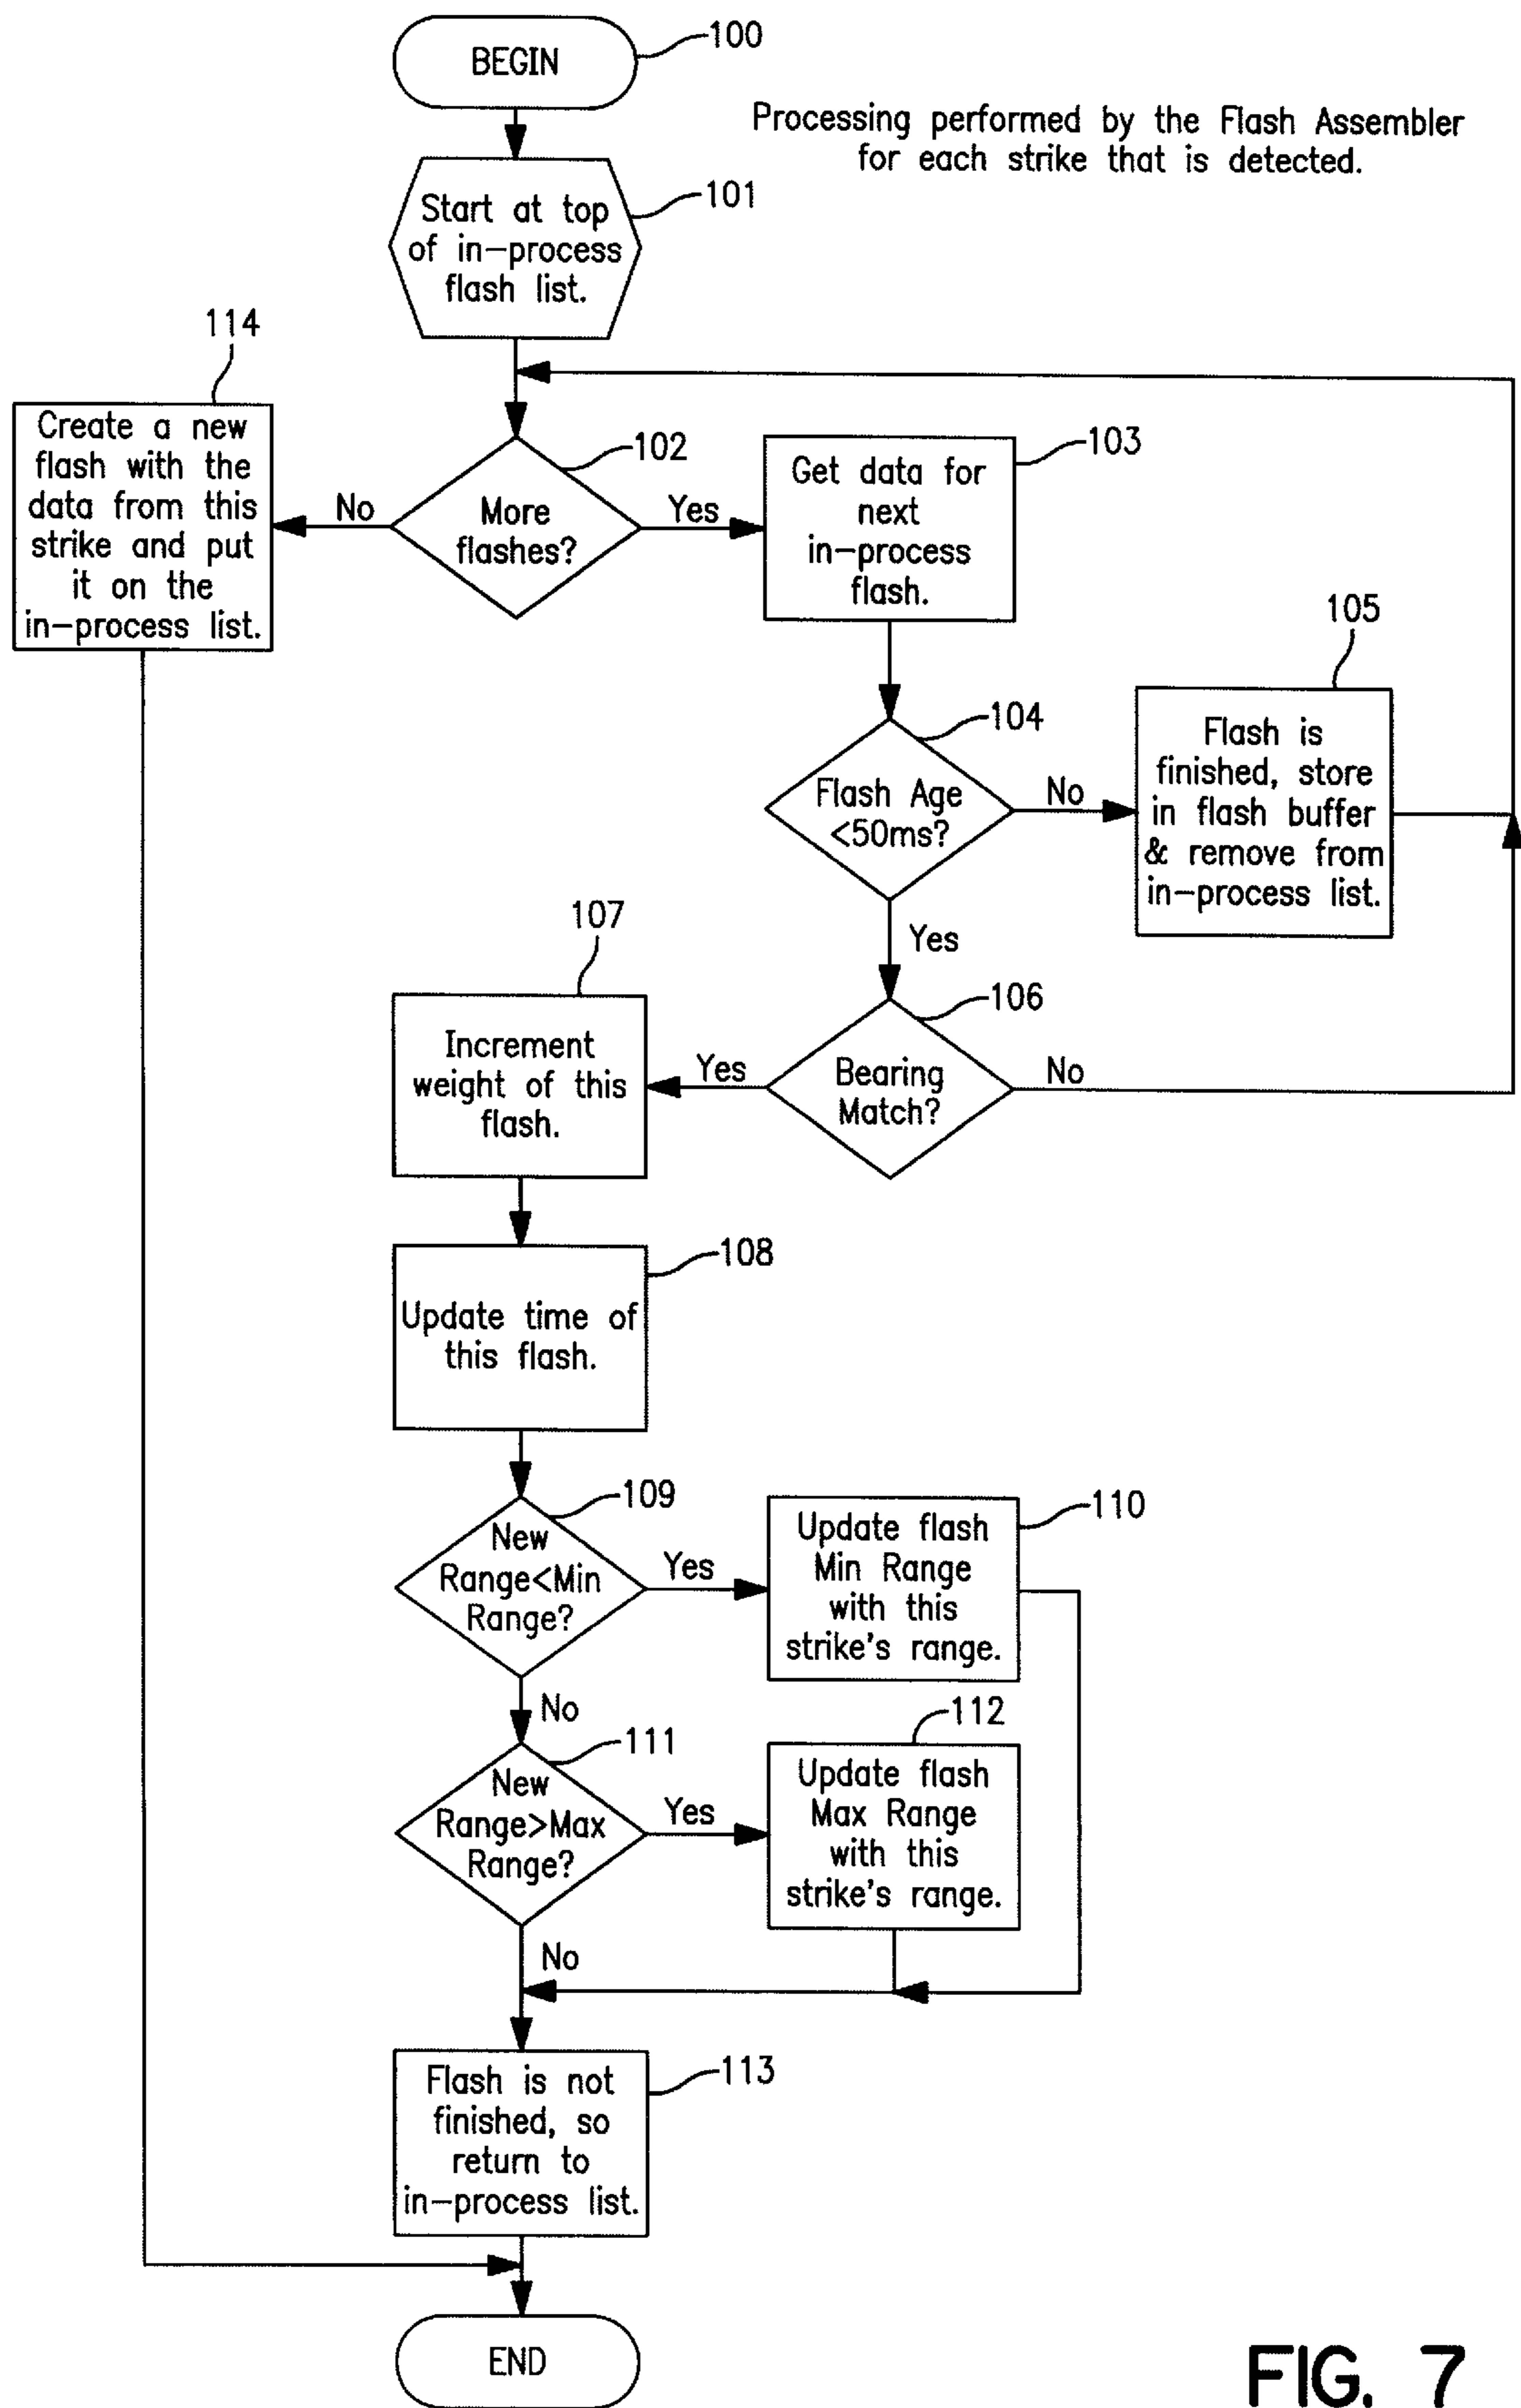 BEGIN
100
Processing performed by the Flash Assembler
for each strike that is detected.
Start at top
of in-process
flash list.
101
114
Create a new
flash with the
data from this
strike and put
it on the
in-process list.
No
More
flashes?
102
Yes
Get data for
next
in-process
flash.
103
105
Flash is
finished, store
in flash buffer
& remove from
in-process list.
Flash Age
<50ms?
104
No
Yes
107
Increment
weight of this
flash.
Yes
Bearing
Match?
106
No
Update time of
this flash.
108
New
Range<Min
Range?
109
Yes
Update flash
Min Range
with this
strike's range.
110
No
New
Range>Max
Range?
111
Yes
112
Update flash
Max Range
with this
strike's range.
No
Flash is not
finished, so
return to
in-process list.
113
END
FIG. 7